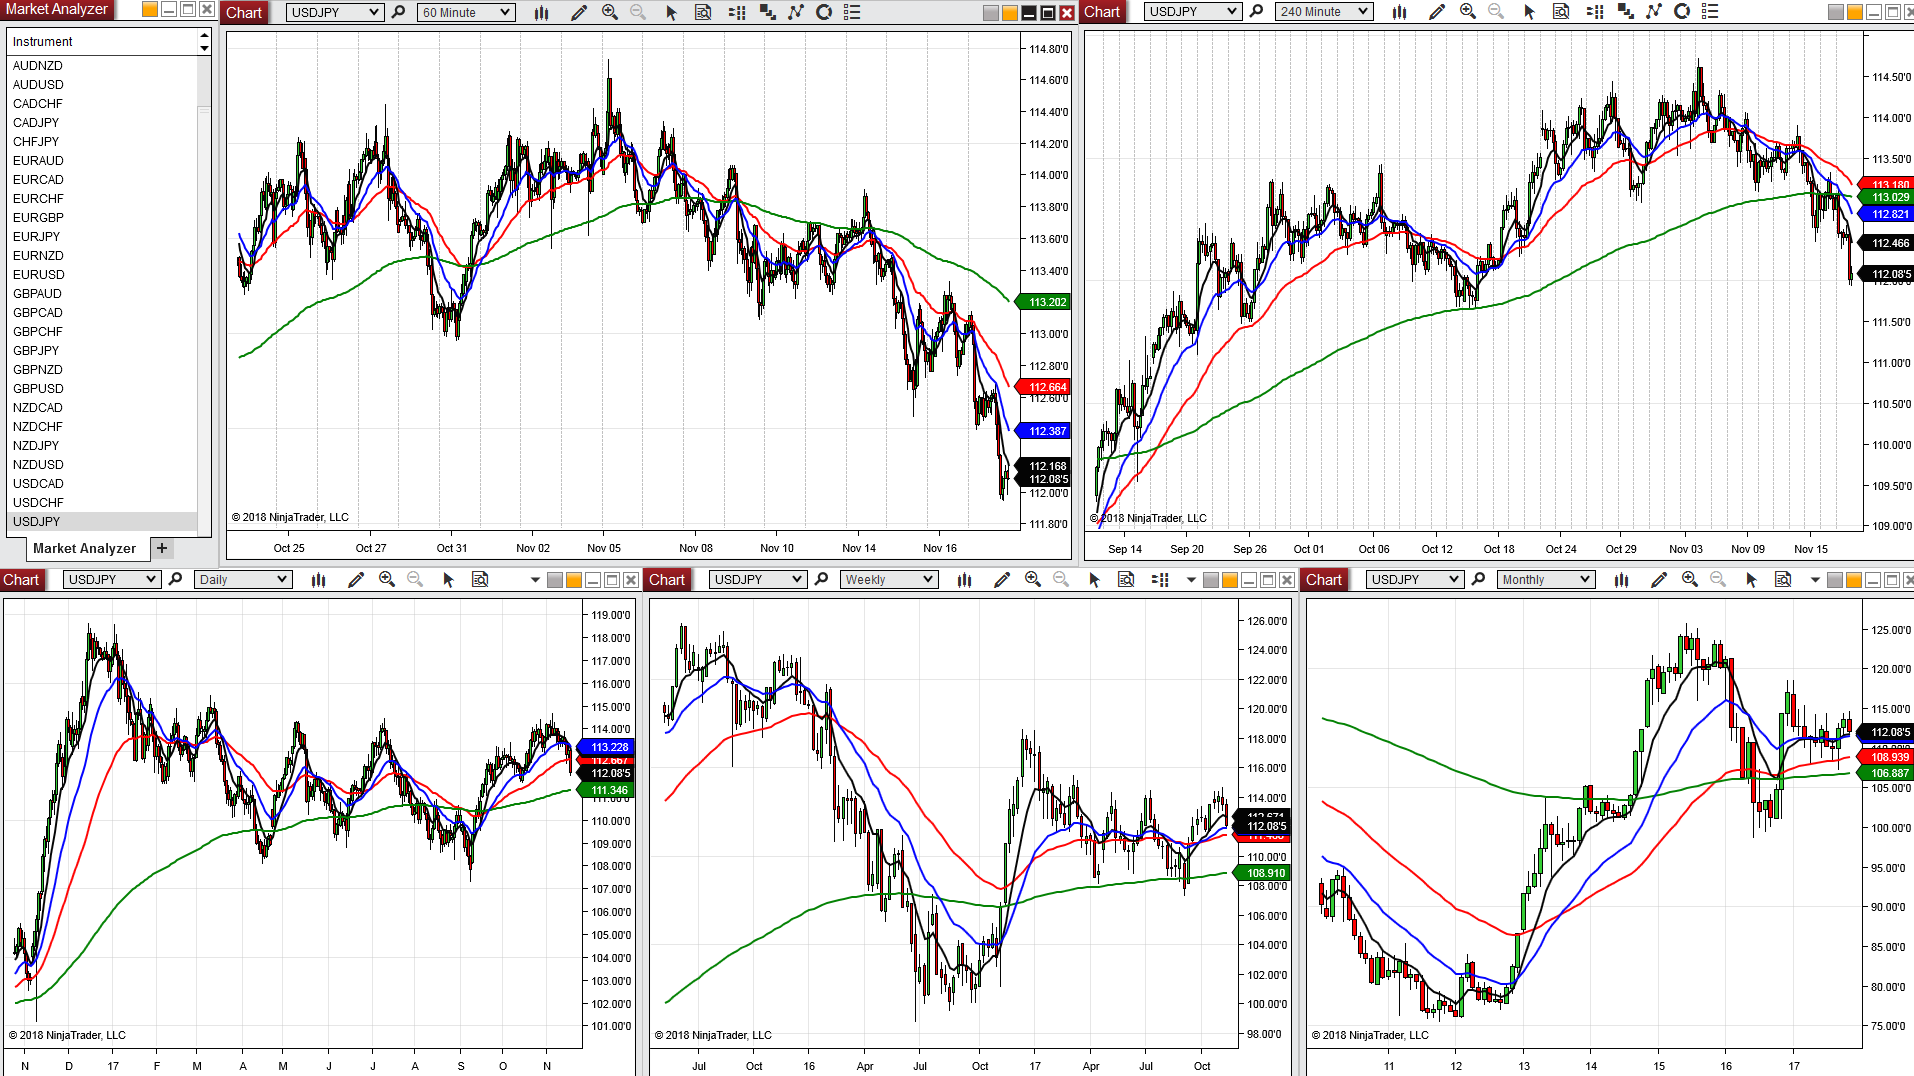 Market Analyzer
Instrument
AUDNZD
AUDUSD
CADCHF
CADJPY
CHFJPY
EURAUD
EURCAD
EURCHF
EURGBP
EURJPY
EURNZD
EURUSD
GBPAUD
GBPCAD
GBPCHF
GBPJPY
GBPNZD
GBPUSD
NZDCAD
NZDCHF
NZDJPY
NZDUSD
USDCAD
USDCHF
USDJPY
Market Analyzer +
Chart USDJPY 60 Minute
114.80'0
114.60'0
114.40'0
114.20'0
114.00'0
113.80'0
113.60'0
113.40'0
113.202
113.00'0
112.80'0
112.664
112.60'0
112.387
112.168
112.08'5
112.00'0
111.80'0
© 2018 NinjaTrader, LLC
Oct 25 Oct 27 Oct 31 Nov 02 Nov 05 Nov 08 Nov 10 Nov 14 Nov 16
Chart USDJPY 240 Minute
114.50'0
114.00'0
113.50'0
113.180
113.029
112.821
112.466
112.08'5
112.00'0
111.50'0
111.00'0
110.50'0
110.00'0
109.50'0
109.00'0
© 2018 NinjaTrader, LLC
Sep 14 Sep 20 Sep 26 Oct 01 Oct 06 Oct 12 Oct 18 Oct 24 Oct 29 Nov 03 Nov 09 Nov 15
Chart USDJPY Daily
119.00'0
118.00'0
117.00'0
116.00'0
115.00'0
114.00'0
113.228
112.667
112.08'5
111.346
111.00'0
110.00'0
109.00'0
108.00'0
107.00'0
106.00'0
105.00'0
104.00'0
103.00'0
102.00'0
101.00'0
© 2018 NinjaTrader, LLC
N D 17 F M A M J J A S O N
Chart USDJPY Weekly
126.00'0
124.00'0
122.00'0
120.00'0
118.00'0
116.00'0
114.00'0
112.08'5
110.00'0
108.910
108.00'0
106.00'0
104.00'0
102.00'0
100.00'0
98.00'0
© 2018 NinjaTrader, LLC
Jul Oct 16 Apr Jul Oct 17 Apr Jul Oct
Chart USDJPY Monthly
125.00'0
120.00'0
115.00'0
112.08'5
108.939
106.887
105.00'0
100.00'0
95.00'0
90.00'0
85.00'0
80.00'0
75.00'0
© 2018 NinjaTrader, LLC
11 12 13 14 15 16 17